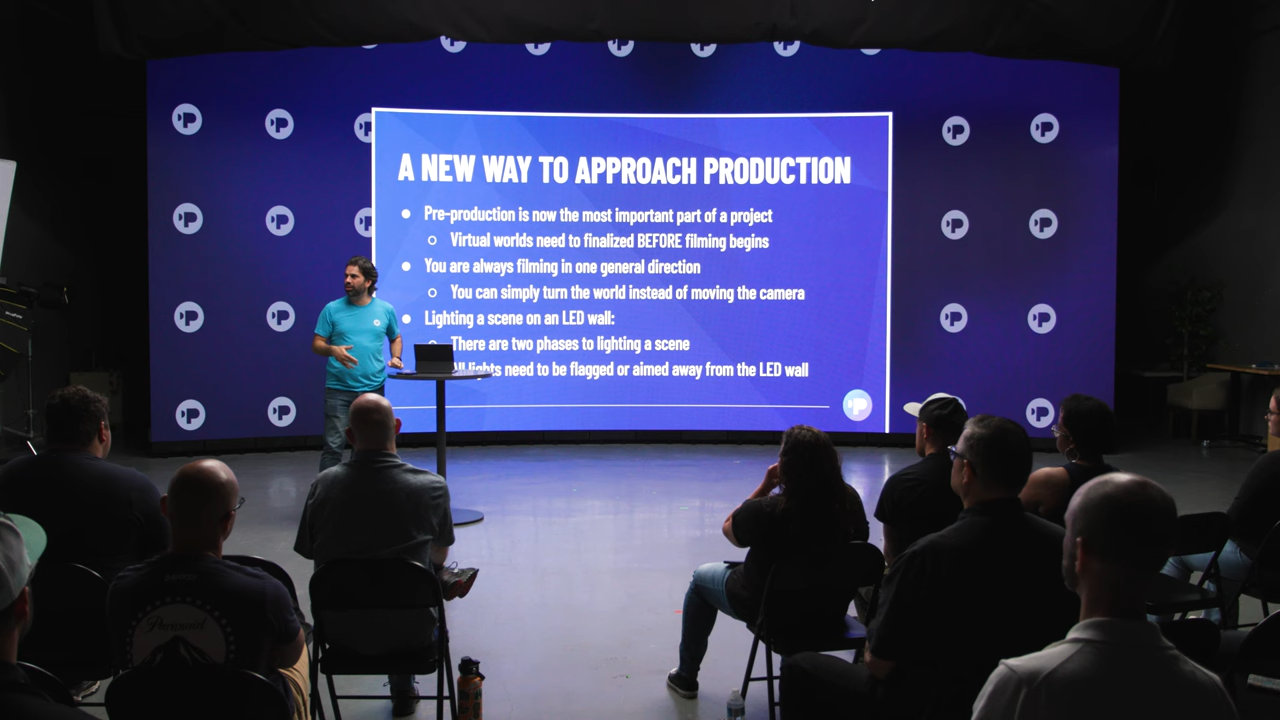 A NEW WAY TO APPROACH PRODUCTION
Pre-production is now the most important part of a project
Virtual worlds need to finalized BEFORE filming begins
You are always filming in one general direction
You can simply turn the world instead of moving the camera
Lighting a scene on an LED wall:
There are two phases to lighting a scene
All lights need to be flagged or aimed away from the LED wall
Paramount